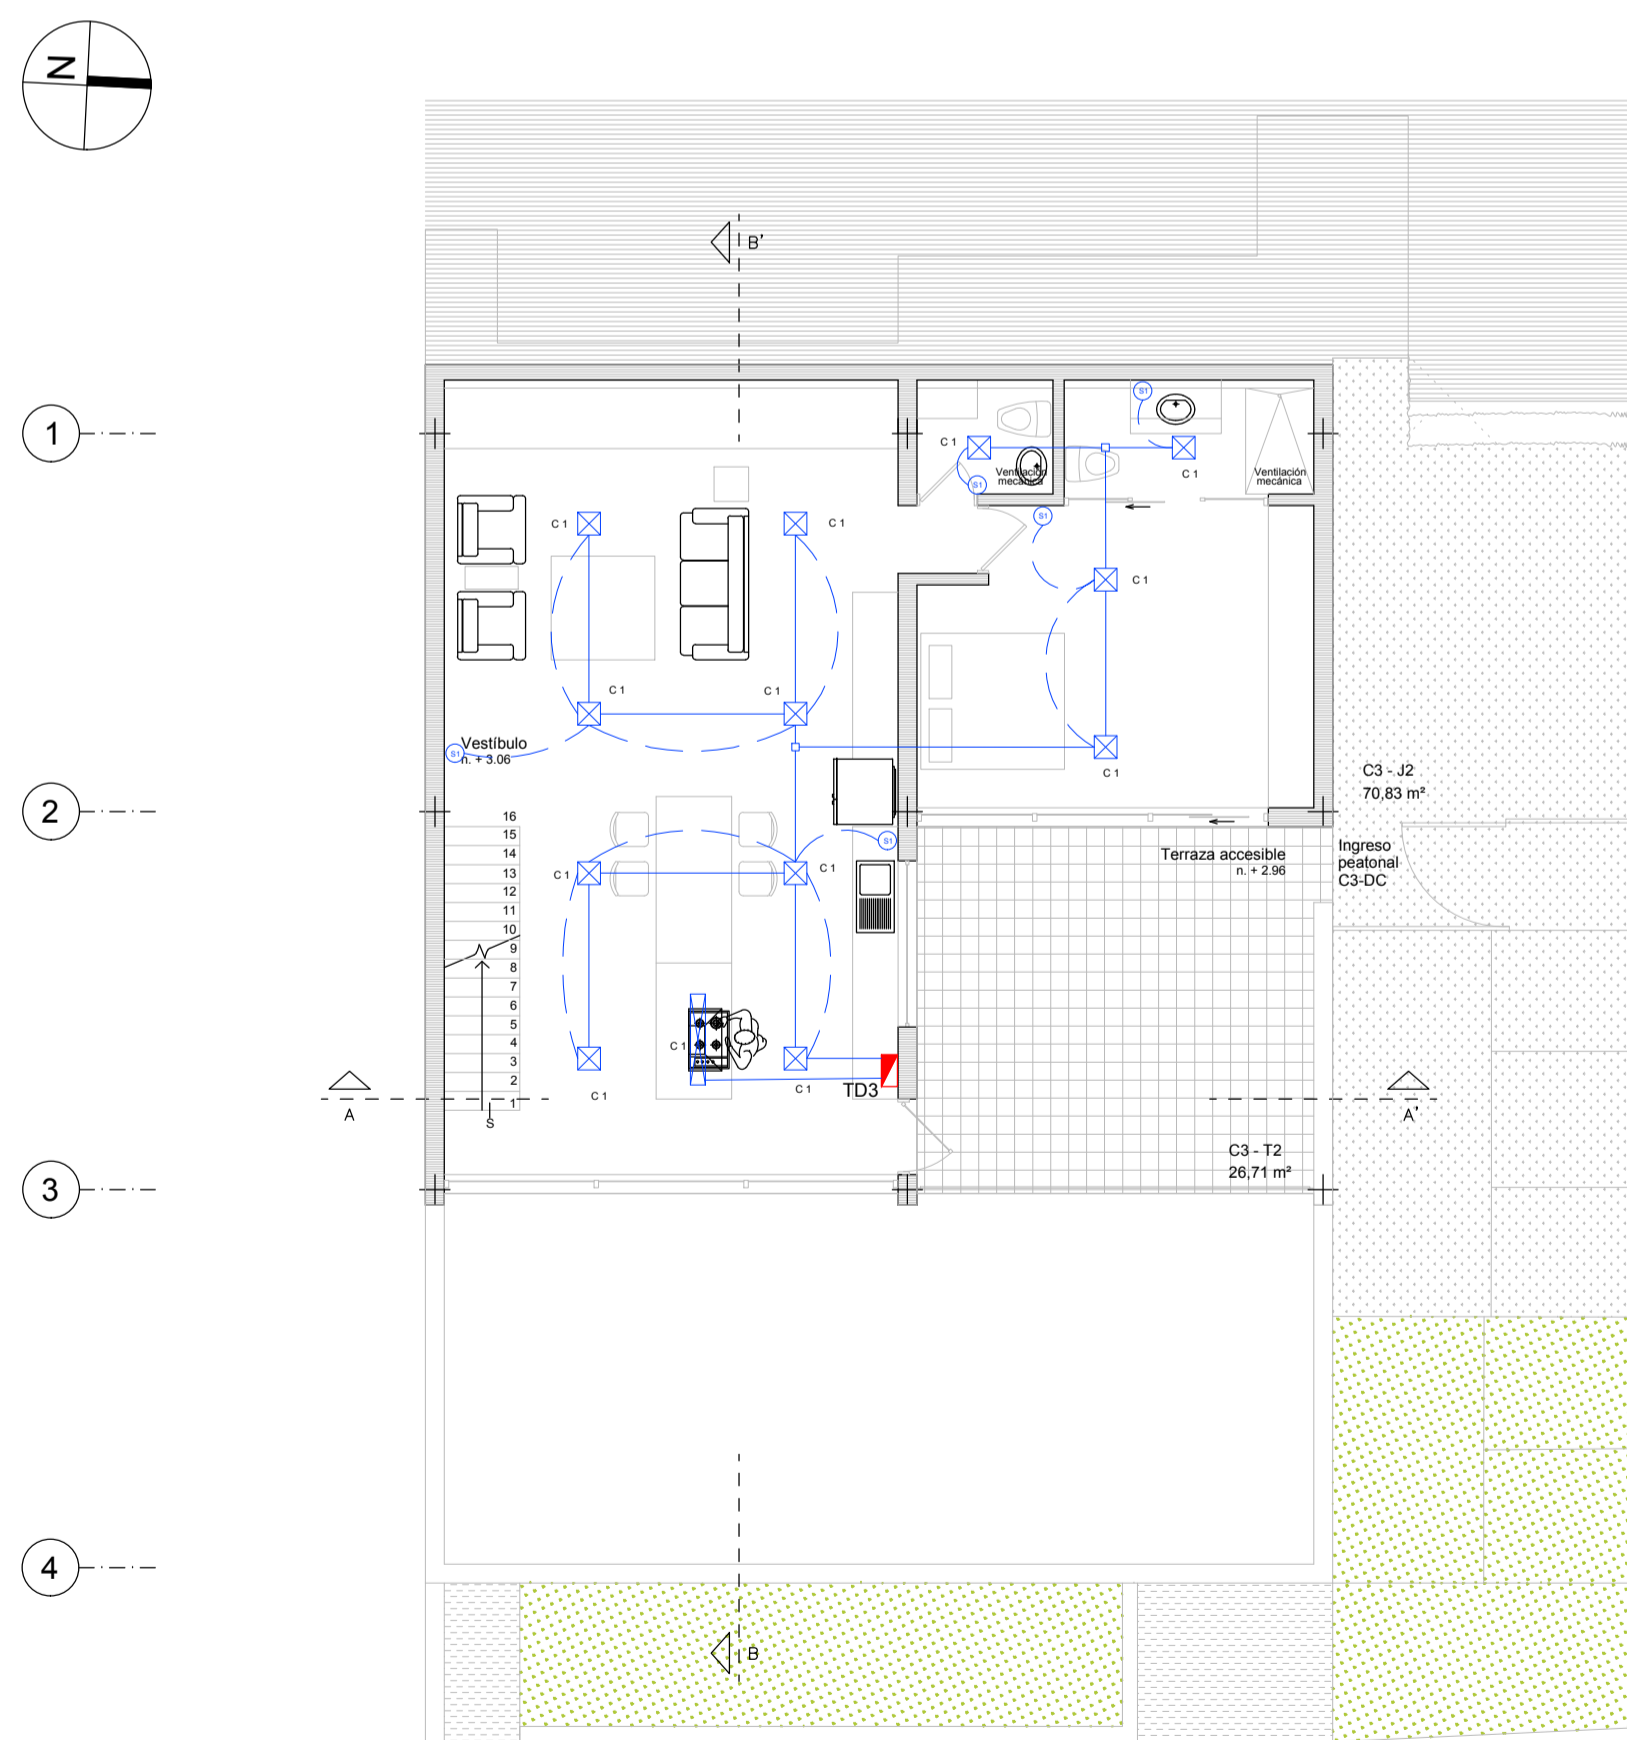 N
B'
1
C 1
S1
S1
Ventilación
mecánica
C 1
Ventilación
mecánica
S1
C 1
C 1
C 1
C 1
C 1
S1
Vestíbulo
n. + 3.06
C 1
C3 - J2
70,83 m²
2
16
15
14
13
12
11
10
9
8
7
6
5
4
3
2
1
S
S1
C 1
C 1
Terraza accesible
n. + 2.96
Ingreso
peatonal
C3-DC
C 1
C 1
C 1
TD3
A
A'
C3 - T2
26,71 m²
3
4
B